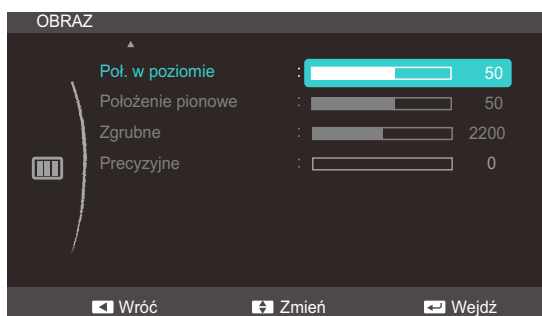 OBRAZ
Poł. w poziomie : 50
Położenie pionowe : 50
Zgrubne : 2200
Precyzyjne : 0
Wróć Zmień Wejdź